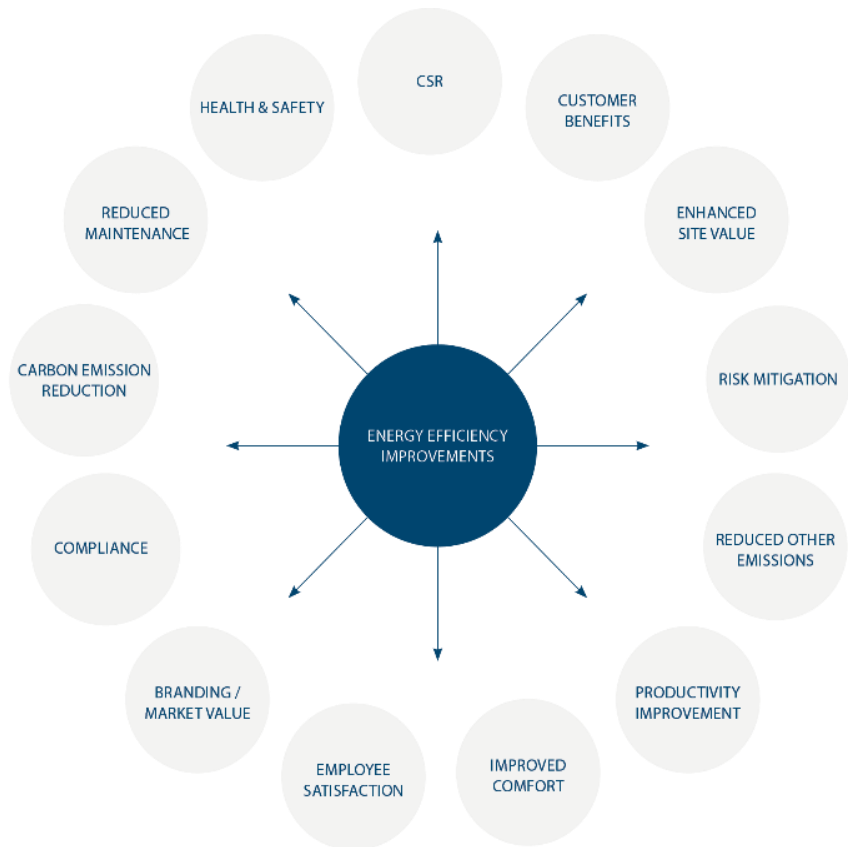 CSR
CUSTOMER
BENEFITS
ENHANCED
SITE VALUE
RISK MITIGATION
REDUCED OTHER
EMISSIONS
PRODUCTIVITY
IMPROVEMENT
IMPROVED
COMFORT
EMPLOYEE
SATISFACTION
BRANDING /
MARKET VALUE
COMPLIANCE
CARBON EMISSION
REDUCTION
REDUCED
MAINTENANCE
HEALTH & SAFETY
ENERGY EFFICIENCY
IMPROVEMENTS